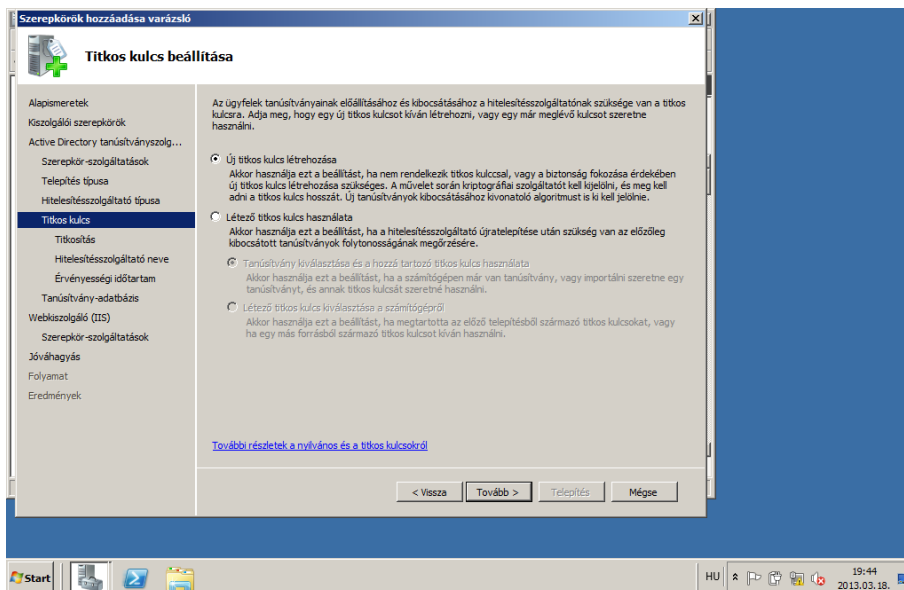 Szerepkörök hozzáadása varázsló
Titkos kulcs beállítása
Alapismeretek
Kiszolgálói szerepkörök
Active Directory tanúsítványszolg...
Szerepkör-szolgáltatások
Telepítés típusa
Hitelesítésszolgáltató típusa
Titkos kulcs
Titkosítás
Hitelesítésszolgáltató neve
Érvényességi időtartam
Tanúsítvány-adatbázis
Webkiszolgáló (IIS)
Szerepkör-szolgáltatások
Jóváhagyás
Folyamat
Eredmények
Az ügyfelek tanúsítványainak előállításához és kibocsátásához a hitelesítésszolgáltatónak szüksége van a titkos
kulcsra. Adja meg, hogy egy új titkos kulcsot kíván létrehozni, vagy egy már meglévő kulcsot szeretne
használni.
Új titkos kulcs létrehozása
Akkor használja ezt a beállítást, ha nem rendelkezik titkos kulccsal, vagy a biztonság fokozása érdekében
új titkos kulcs létrehozása szükséges. A művelet során kriptográfiai szolgáltatót kell kijelölni, és meg kell
adni a titkos kulcs hosszát. Új tanúsítványok kibocsátásához kivonatoló algoritmust is ki kell jelölnie.
Létező titkos kulcs használata
Akkor használja ezt a beállítást, ha a hitelesítésszolgáltató újratelepítése után szükség van az előzőleg
kibocsátott tanúsítványok folytonosságának megőrzésére.
Tanúsítvány kiválasztása és a hozzá tartozó titkos kulcs használata
Akkor használja ezt a beállítást, ha a számítógépen már van tanúsítvány, vagy importálni szeretne egy
tanúsítványt, és annak titkos kulcsát szeretné használni.
Létező titkos kulcs kiválasztása a számítógépről
Akkor használja ezt a beállítást, ha megtartotta az előző telepítésből származó titkos kulcsokat, vagy
ha egy más forrásból származó titkos kulcsot kíván használni.
További részletek a nyilvános és a titkos kulcsokról
< Vissza
Tovább >
Telepítés
Mégse
Start
HU
19:44
2013.03.18.